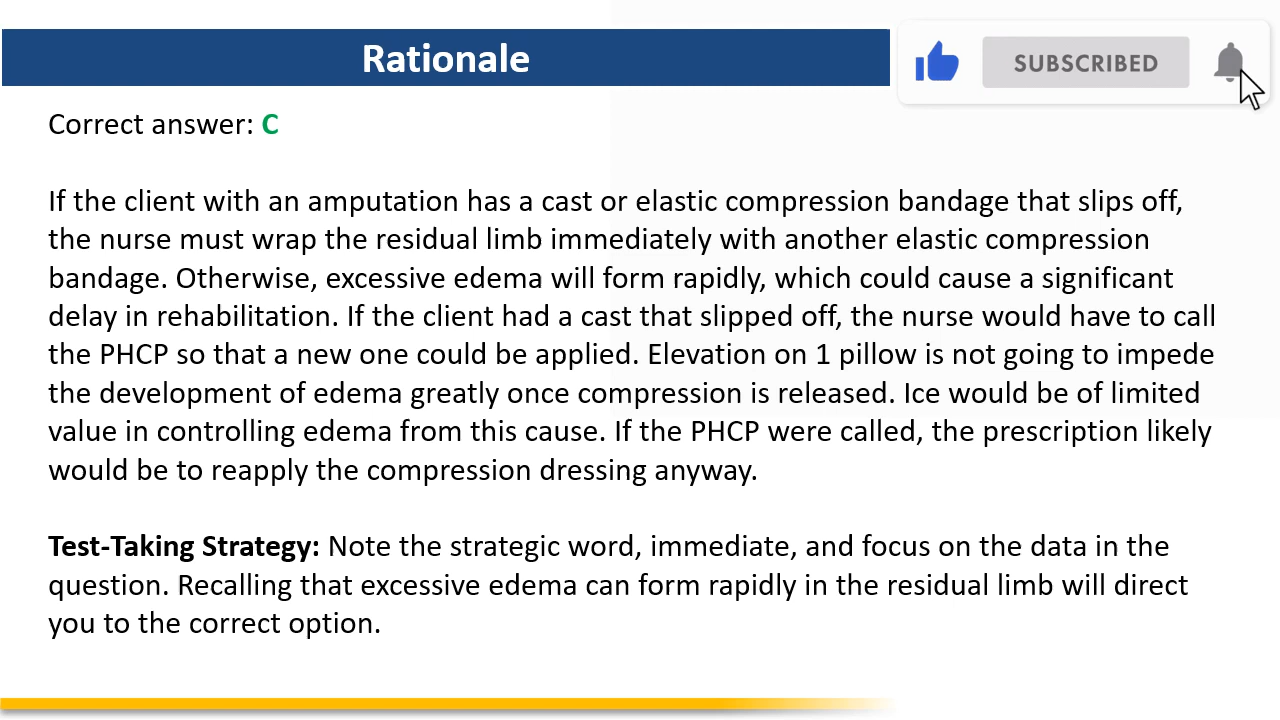 Rationale
SUBSCRIBED
Correct answer: C
If the client with an amputation has a cast or elastic compression bandage that slips off,
the nurse must wrap the residual limb immediately with another elastic compression
bandage. Otherwise, excessive edema will form rapidly, which could cause a significant
delay in rehabilitation. If the client had a cast that slipped off, the nurse would have to call
the PHCP so that a new one could be applied. Elevation on 1 pillow is not going to impede
the development of edema greatly once compression is released. Ice would be of limited
value in controlling edema from this cause. If the PHCP were called, the prescription likely
would be to reapply the compression dressing anyway.
Test-Taking Strategy: Note the strategic word, immediate, and focus on the data in the
question. Recalling that excessive edema can form rapidly in the residual limb will direct
you to the correct option.